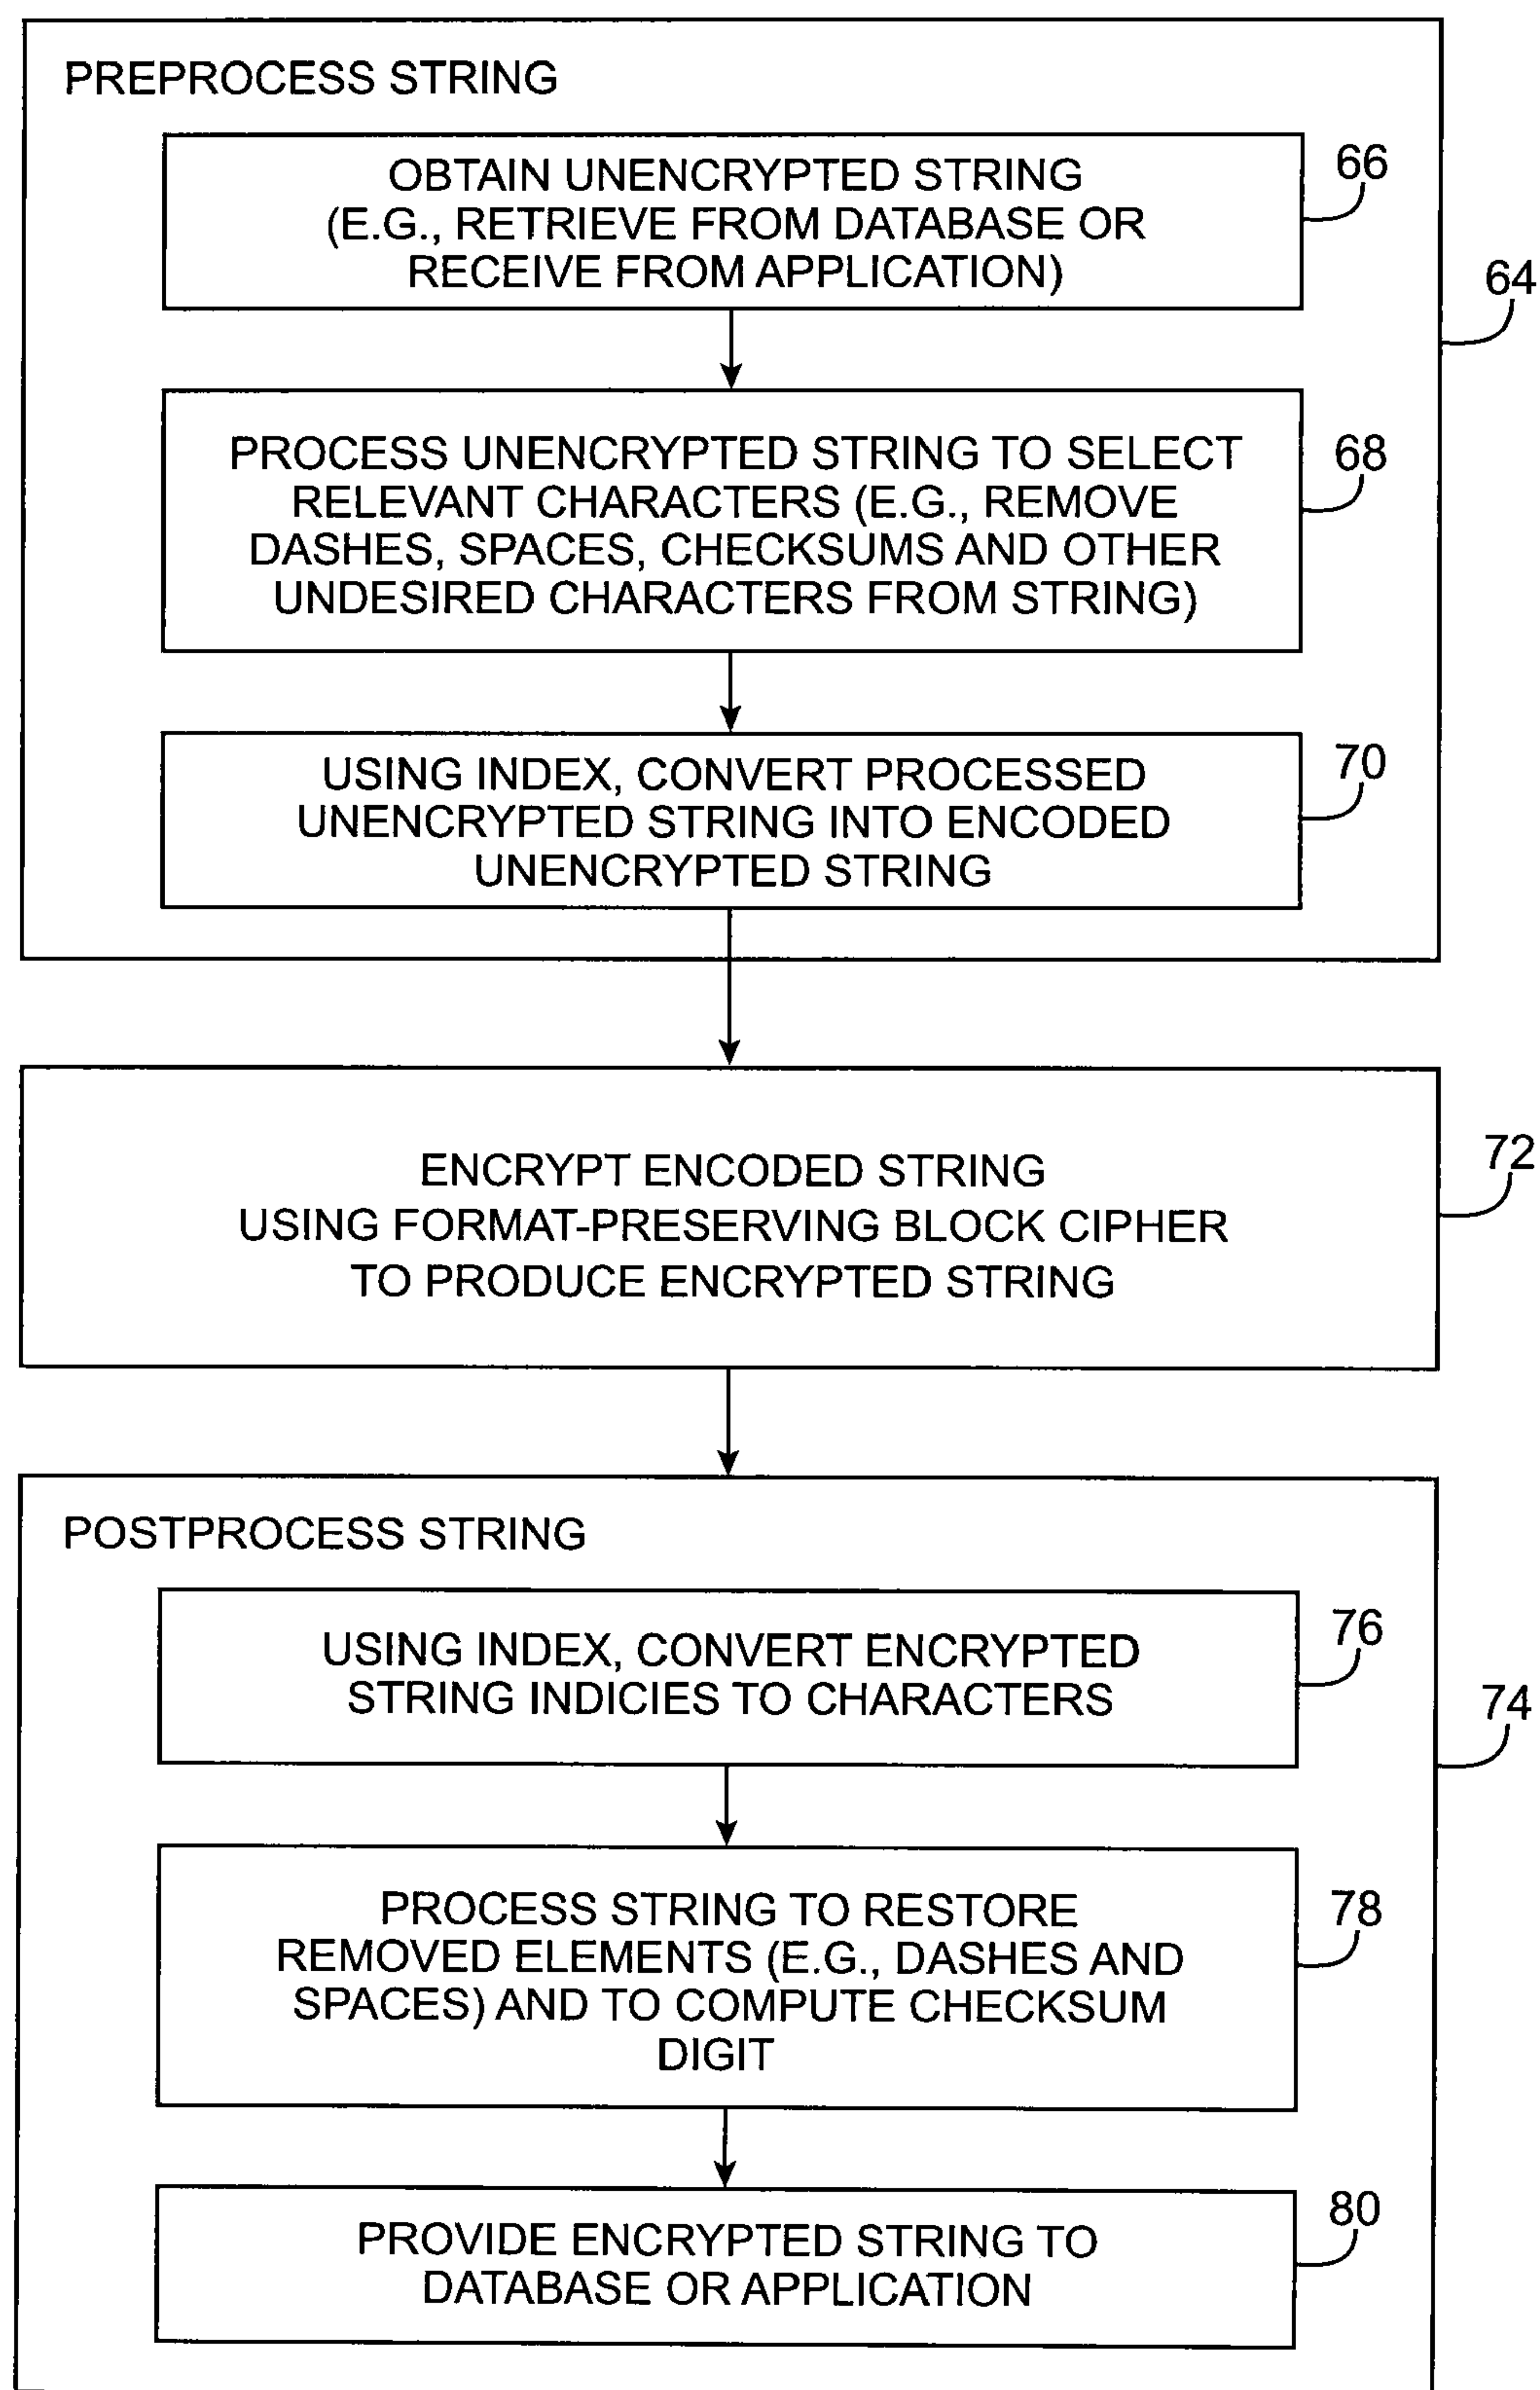 PREPROCESS STRING
OBTAIN UNENCRYPTED STRING
(E.G., RETRIEVE FROM DATABASE OR
RECEIVE FROM APPLICATION)
66
64
PROCESS UNENCRYPTED STRING TO SELECT
RELEVANT CHARACTERS (E.G., REMOVE
DASHES, SPACES, CHECKSUMS AND OTHER
UNDESIRED CHARACTERS FROM STRING)
68
USING INDEX, CONVERT PROCESSED
UNENCRYPTED STRING INTO ENCODED
UNENCRYPTED STRING
70
ENCRYPT ENCODED STRING
USING FORMAT-PRESERVING BLOCK CIPHER
TO PRODUCE ENCRYPTED STRING
72
POSTPROCESS STRING
USING INDEX, CONVERT ENCRYPTED
STRING INDICIES TO CHARACTERS
76
74
PROCESS STRING TO RESTORE
REMOVED ELEMENTS (E.G., DASHES AND
SPACES) AND TO COMPUTE CHECKSUM
DIGIT
78
PROVIDE ENCRYPTED STRING TO
DATABASE OR APPLICATION
80